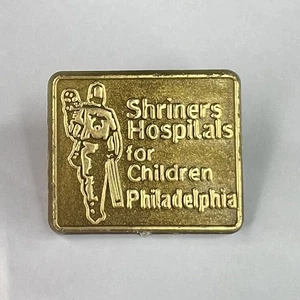 Shriners
Hospitals
for
Children
Philadelphia